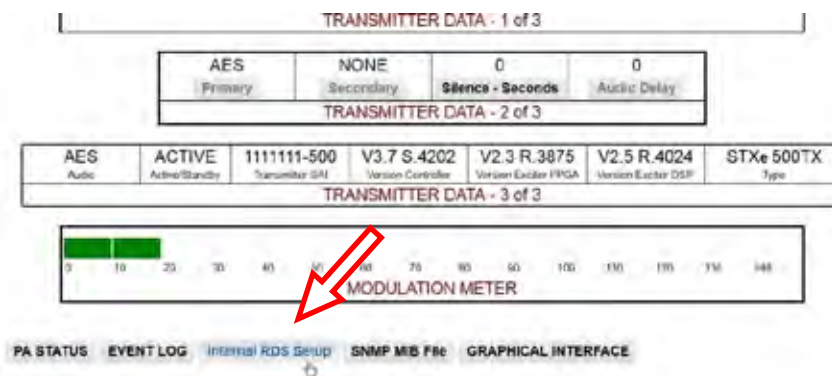 TRANSMITTER DATA - 1 of 3
AES NONE 0 0
Primary Secondary Silence - Seconds Audio Delay
TRANSMITTER DATA - 2 of 3
AES ACTIVE 1111111-500 V3.7 S.4202 V2.3 R.3875 V2.5 R.4024 STXe 500TX
Audio Active/Standby Transmitter SAI Version Controller Version Exciter FPGA Version Exciter DSP Type
TRANSMITTER DATA - 3 of 3
0 10 20 30 40 50 60 70 80 90 100 110
MODULATION METER
PA STATUS EVENT LOG Internal RDS Setup SNMP MIB File GRAPHICAL INTERFACE